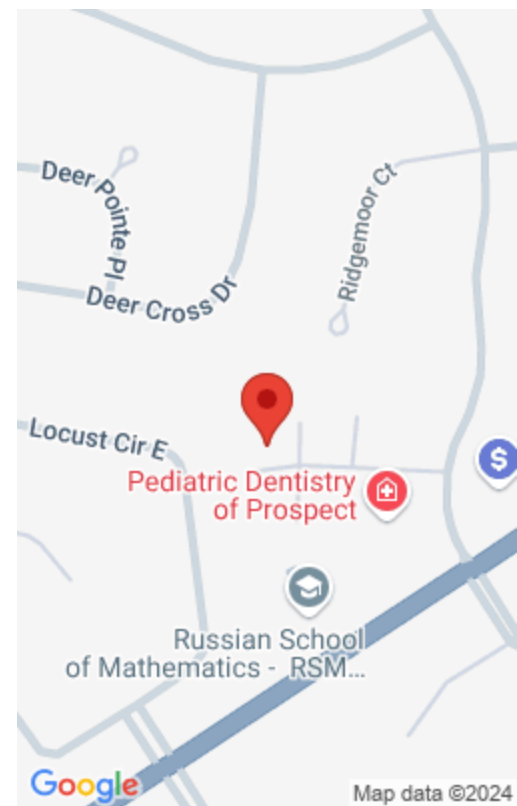 Deer Pointe Pl
Ridgemoor Ct
Deer Cross Dr
Locust Cir E
$
Pediatric Dentistry
of Prospect
Russian School
of Mathematics - RSM...
Google
Map data ©2024